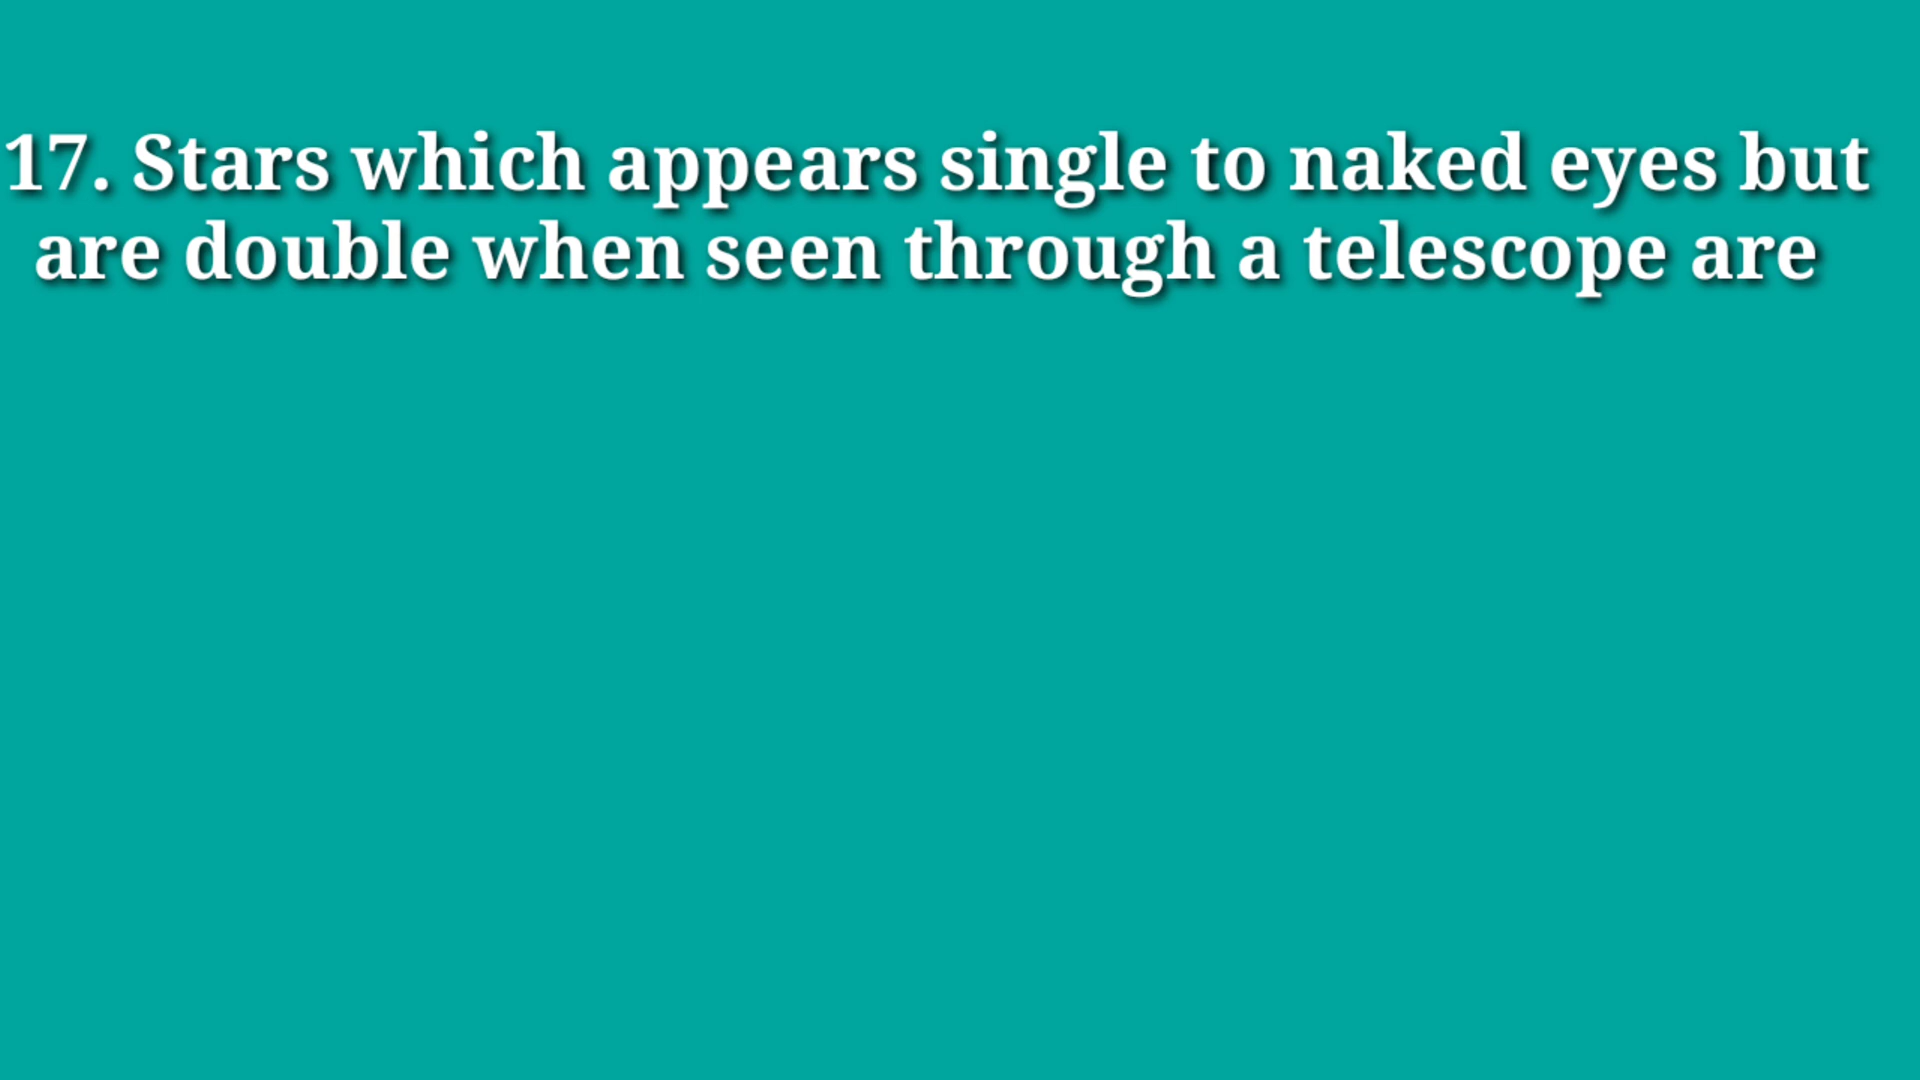 17. Stars which appears single to naked eyes but
are double when seen through a telescope are